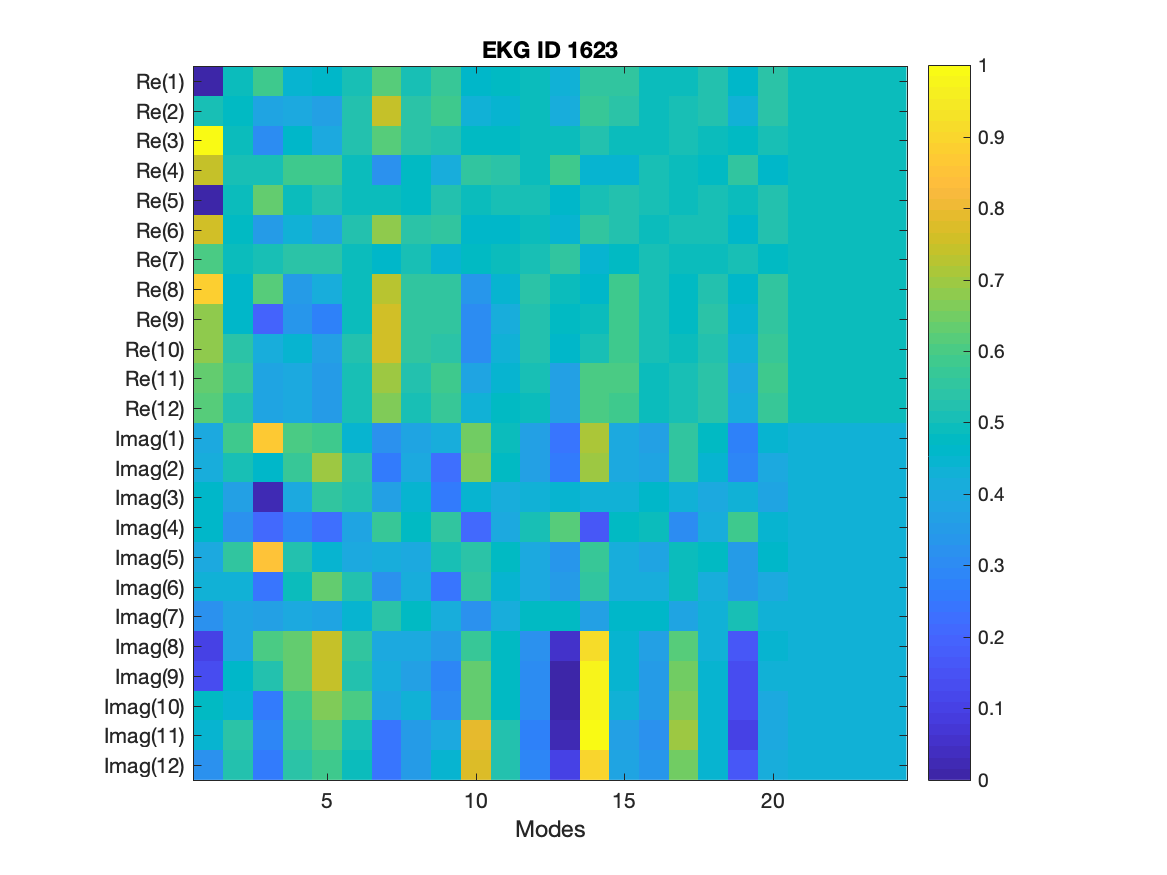 EKG ID 1623
Re(1)
Re(2)
Re(3)
Re(4)
Re(5)
Re(6)
Re(7)
Re(8)
Re(9)
Re(10)
Re(11)
Re(12)
Imag(1)
Imag(2)
Imag(3)
Imag(4)
Imag(5)
Imag(6)
Imag(7)
Imag(8)
Imag(9)
Imag(10)
Imag(11)
Imag(12)
5 10 15 20
Modes
1
0.9
0.8
0.7
0.6
0.5
0.4
0.3
0.2
0.1
0